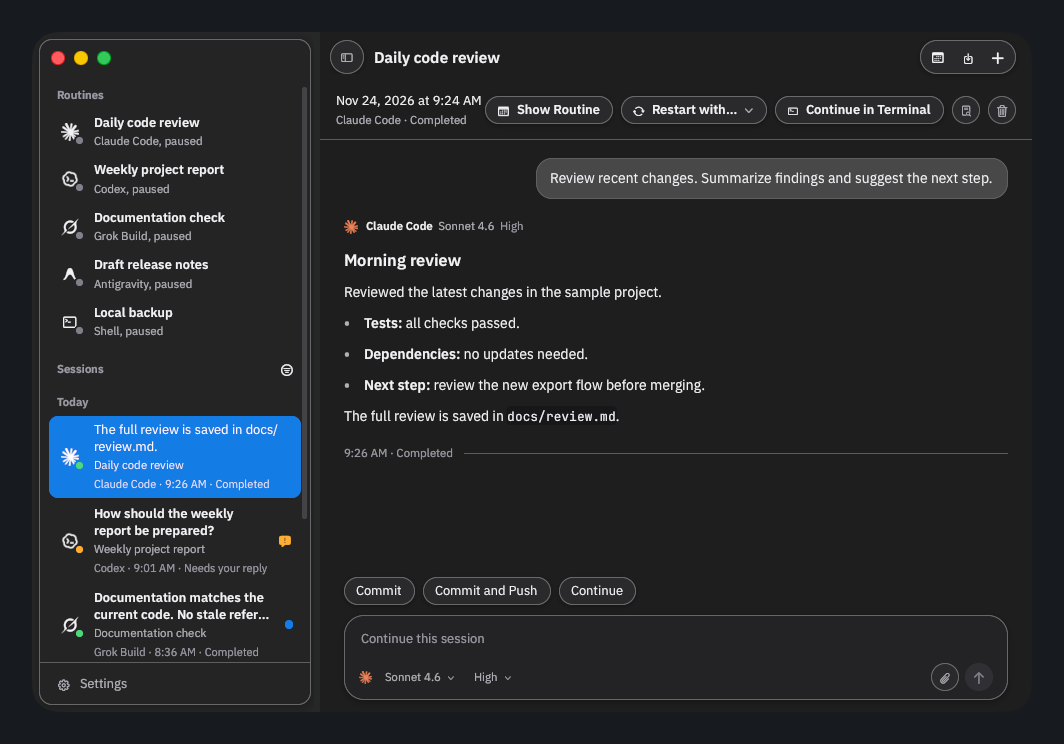 Daily code review
Routines
Daily code review
Claude Code, paused
Weekly project report
Codex, paused
Documentation check
Grok Build, paused
Draft release notes
Antigravity, paused
Local backup
Shell, paused
Sessions
Today
The full review is saved in docs/
review.md.
Daily code review
Claude Code · 9:26 AM · Completed
How should the weekly
report be prepared?
Weekly project report
Codex · 9:01 AM · Needs your reply
Documentation matches the
current code. No stale refer...
Documentation check
Grok Build · 8:36 AM · Completed
Settings
Nov 24, 2026 at 9:24 AM
Claude Code · Completed
Show Routine
Restart with...
Continue in Terminal
Review recent changes. Summarize findings and suggest the next step.
Claude Code Sonnet 4.6 High
Morning review
Reviewed the latest changes in the sample project.
• Tests: all checks passed.
• Dependencies: no updates needed.
• Next step: review the new export flow before merging.
The full review is saved in docs/review.md.
9:26 AM · Completed
Commit
Commit and Push
Continue
Continue this session
Sonnet 4.6
High